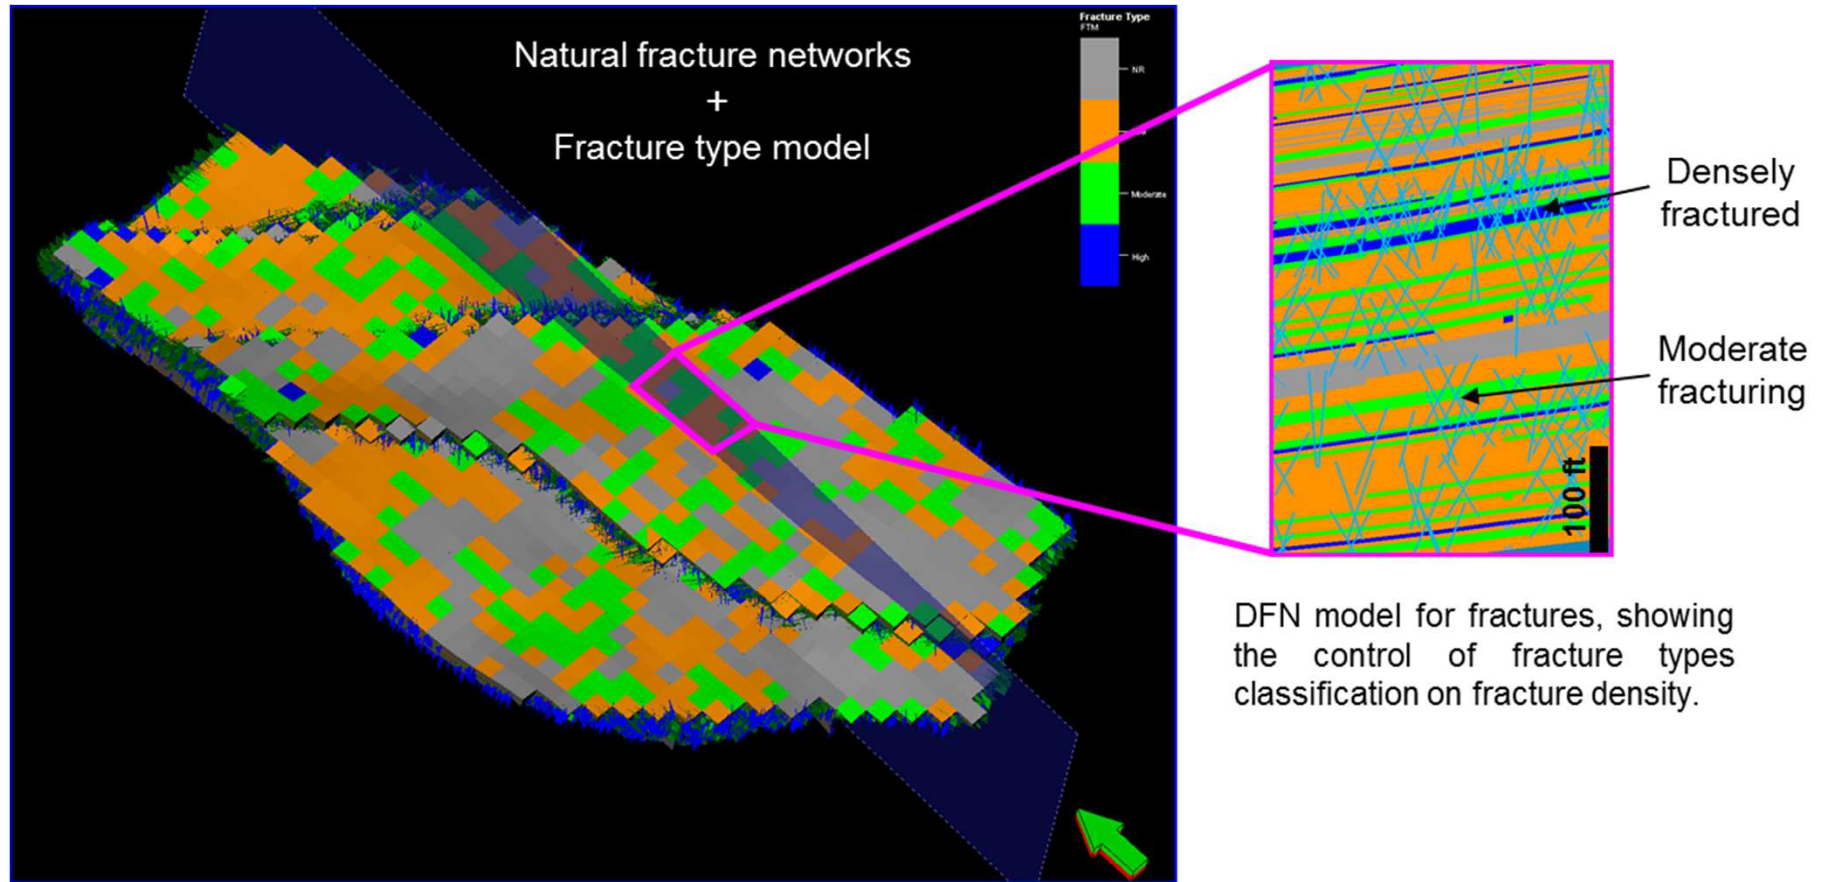 Natural fracture networks
+
Fracture type model
Fracture Type
FTM
NR
Moderate
High
Densely
fractured
Moderate
fracturing
100 ft
DFN model for fractures, showing
the control of fracture types
classification on fracture density.